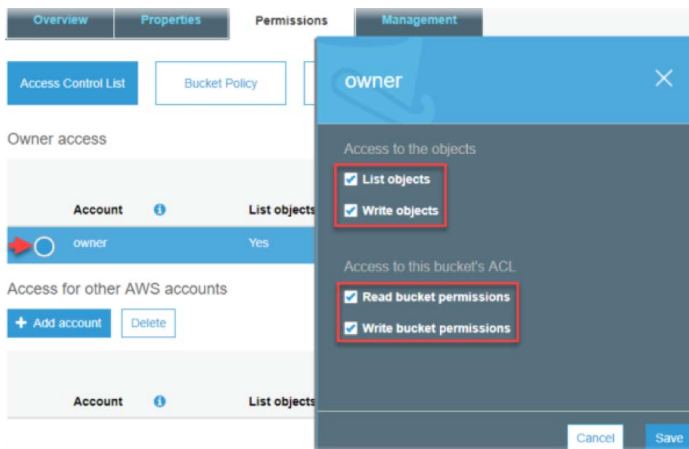 Overview Properties Permissions Management
Access Control List Bucket Policy
Owner access
Account List objects
owner Yes
Access for other AWS accounts
+ Add account Delete
Account List objects
owner
Access to the objects
List objects
Write objects
Access to this bucket's ACL
Read bucket permissions
Write bucket permissions
Cancel Save